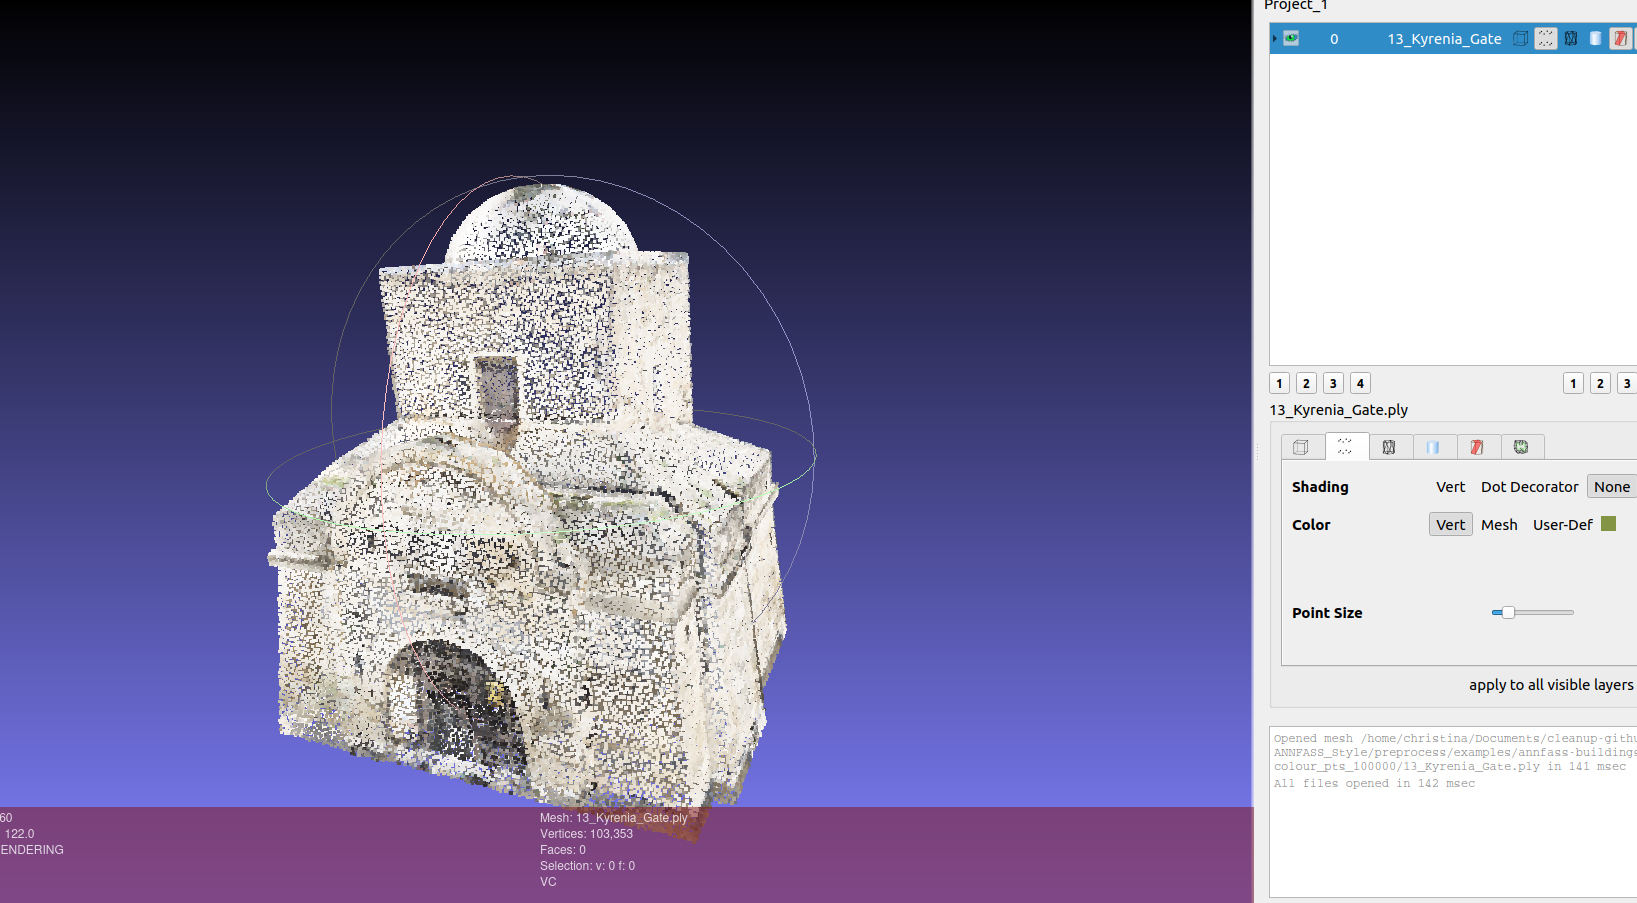 Project_1
0 13_Kyrenia_Gate
1 2 3 4 1 2 3
13_Kyrenia_Gate.ply
Shading Vert Dot Decorator None
Color Vert Mesh User-Def
Point Size
apply to all visible layers
Opened mesh /home/christina/Documents/cleanup-githu
ANNFASS_Style/preprocess/examples/annfass-buildings
colour_pts_100000/13_Kyrenia_Gate.ply in 141 msec
All files opened in 142 msec
60
122.0
ENDERING
Mesh: 13_Kyrenia_Gate.ply
Vertices: 103,353
Faces: 0
Selection: v: 0 f: 0
VC